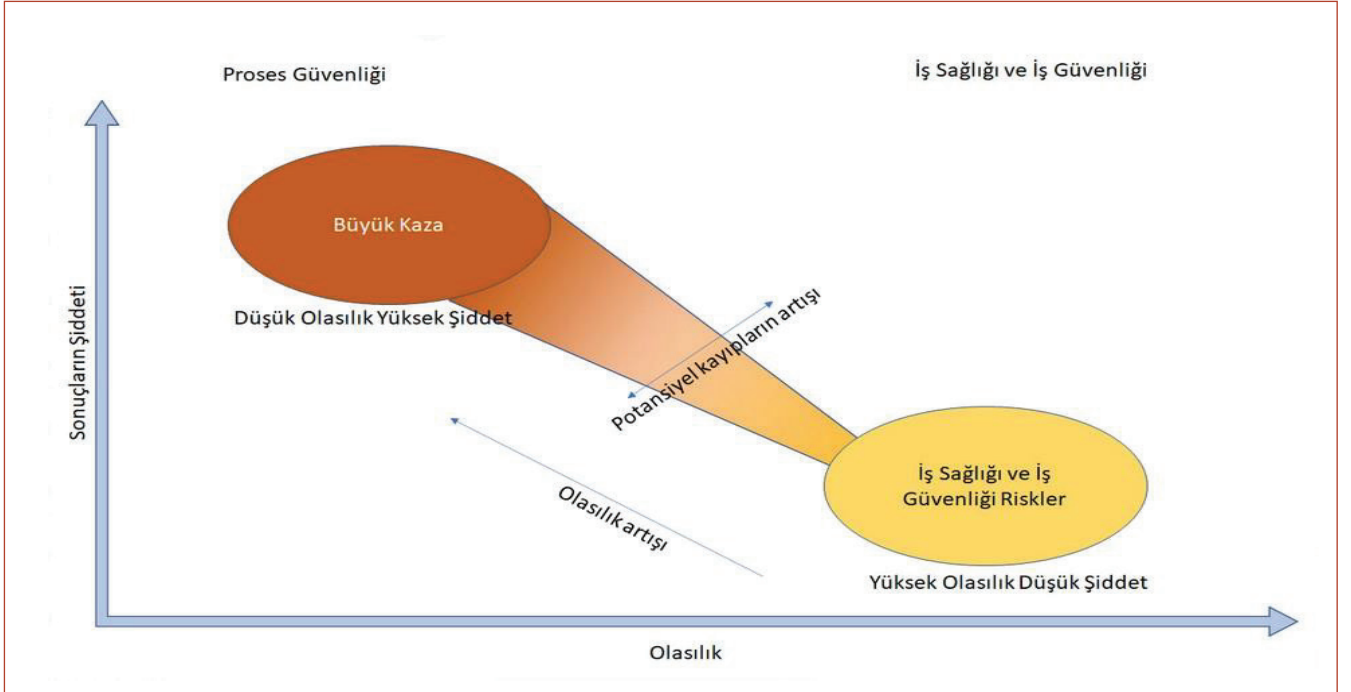 Proses Güvenliği
İş Sağlığı ve İş Güvenliği
Büyük Kaza
Düşük Olasılık Yüksek Şiddet
Sonuçların Şiddeti
Potansiyel kayıpların artışı
Olasılık artışı
İş Sağlığı ve İş
Güvenliği Riskler
Yüksek Olasılık Düşük Şiddet
Olasılık